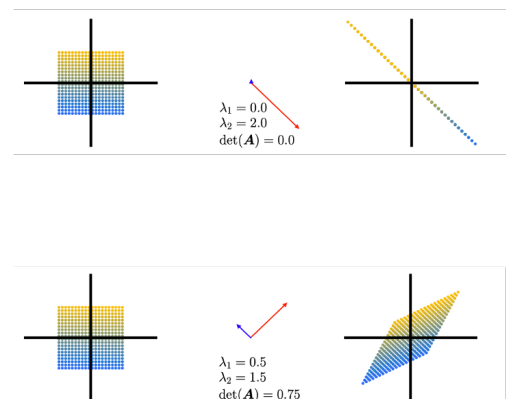 λ₁ = 0.0
λ₂ = 2.0
det(A) = 0.0
λ₁ = 0.5
λ₂ = 1.5
det(A) = 0.75